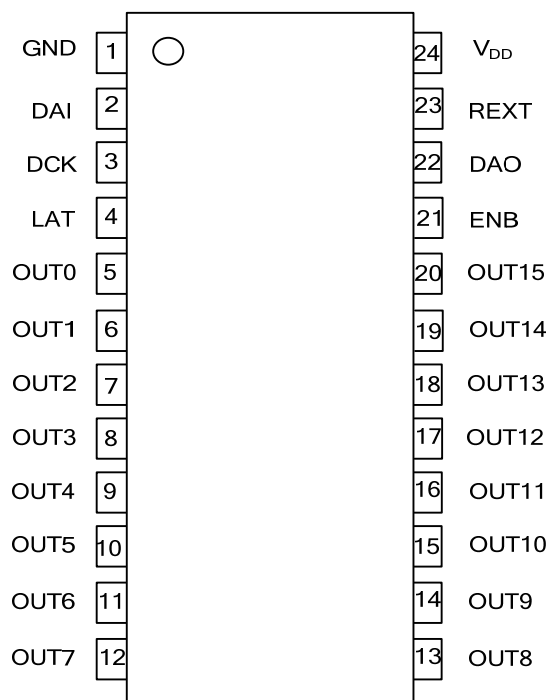 GND 1 24 VDD
DAI 2 23 REXT
DCK 3 22 DAO
LAT 4 21 ENB
OUT0 5 20 OUT15
OUT1 6 19 OUT14
OUT2 7 18 OUT13
OUT3 8 17 OUT12
OUT4 9 16 OUT11
OUT5 10 15 OUT10
OUT6 11 14 OUT9
OUT7 12 13 OUT8